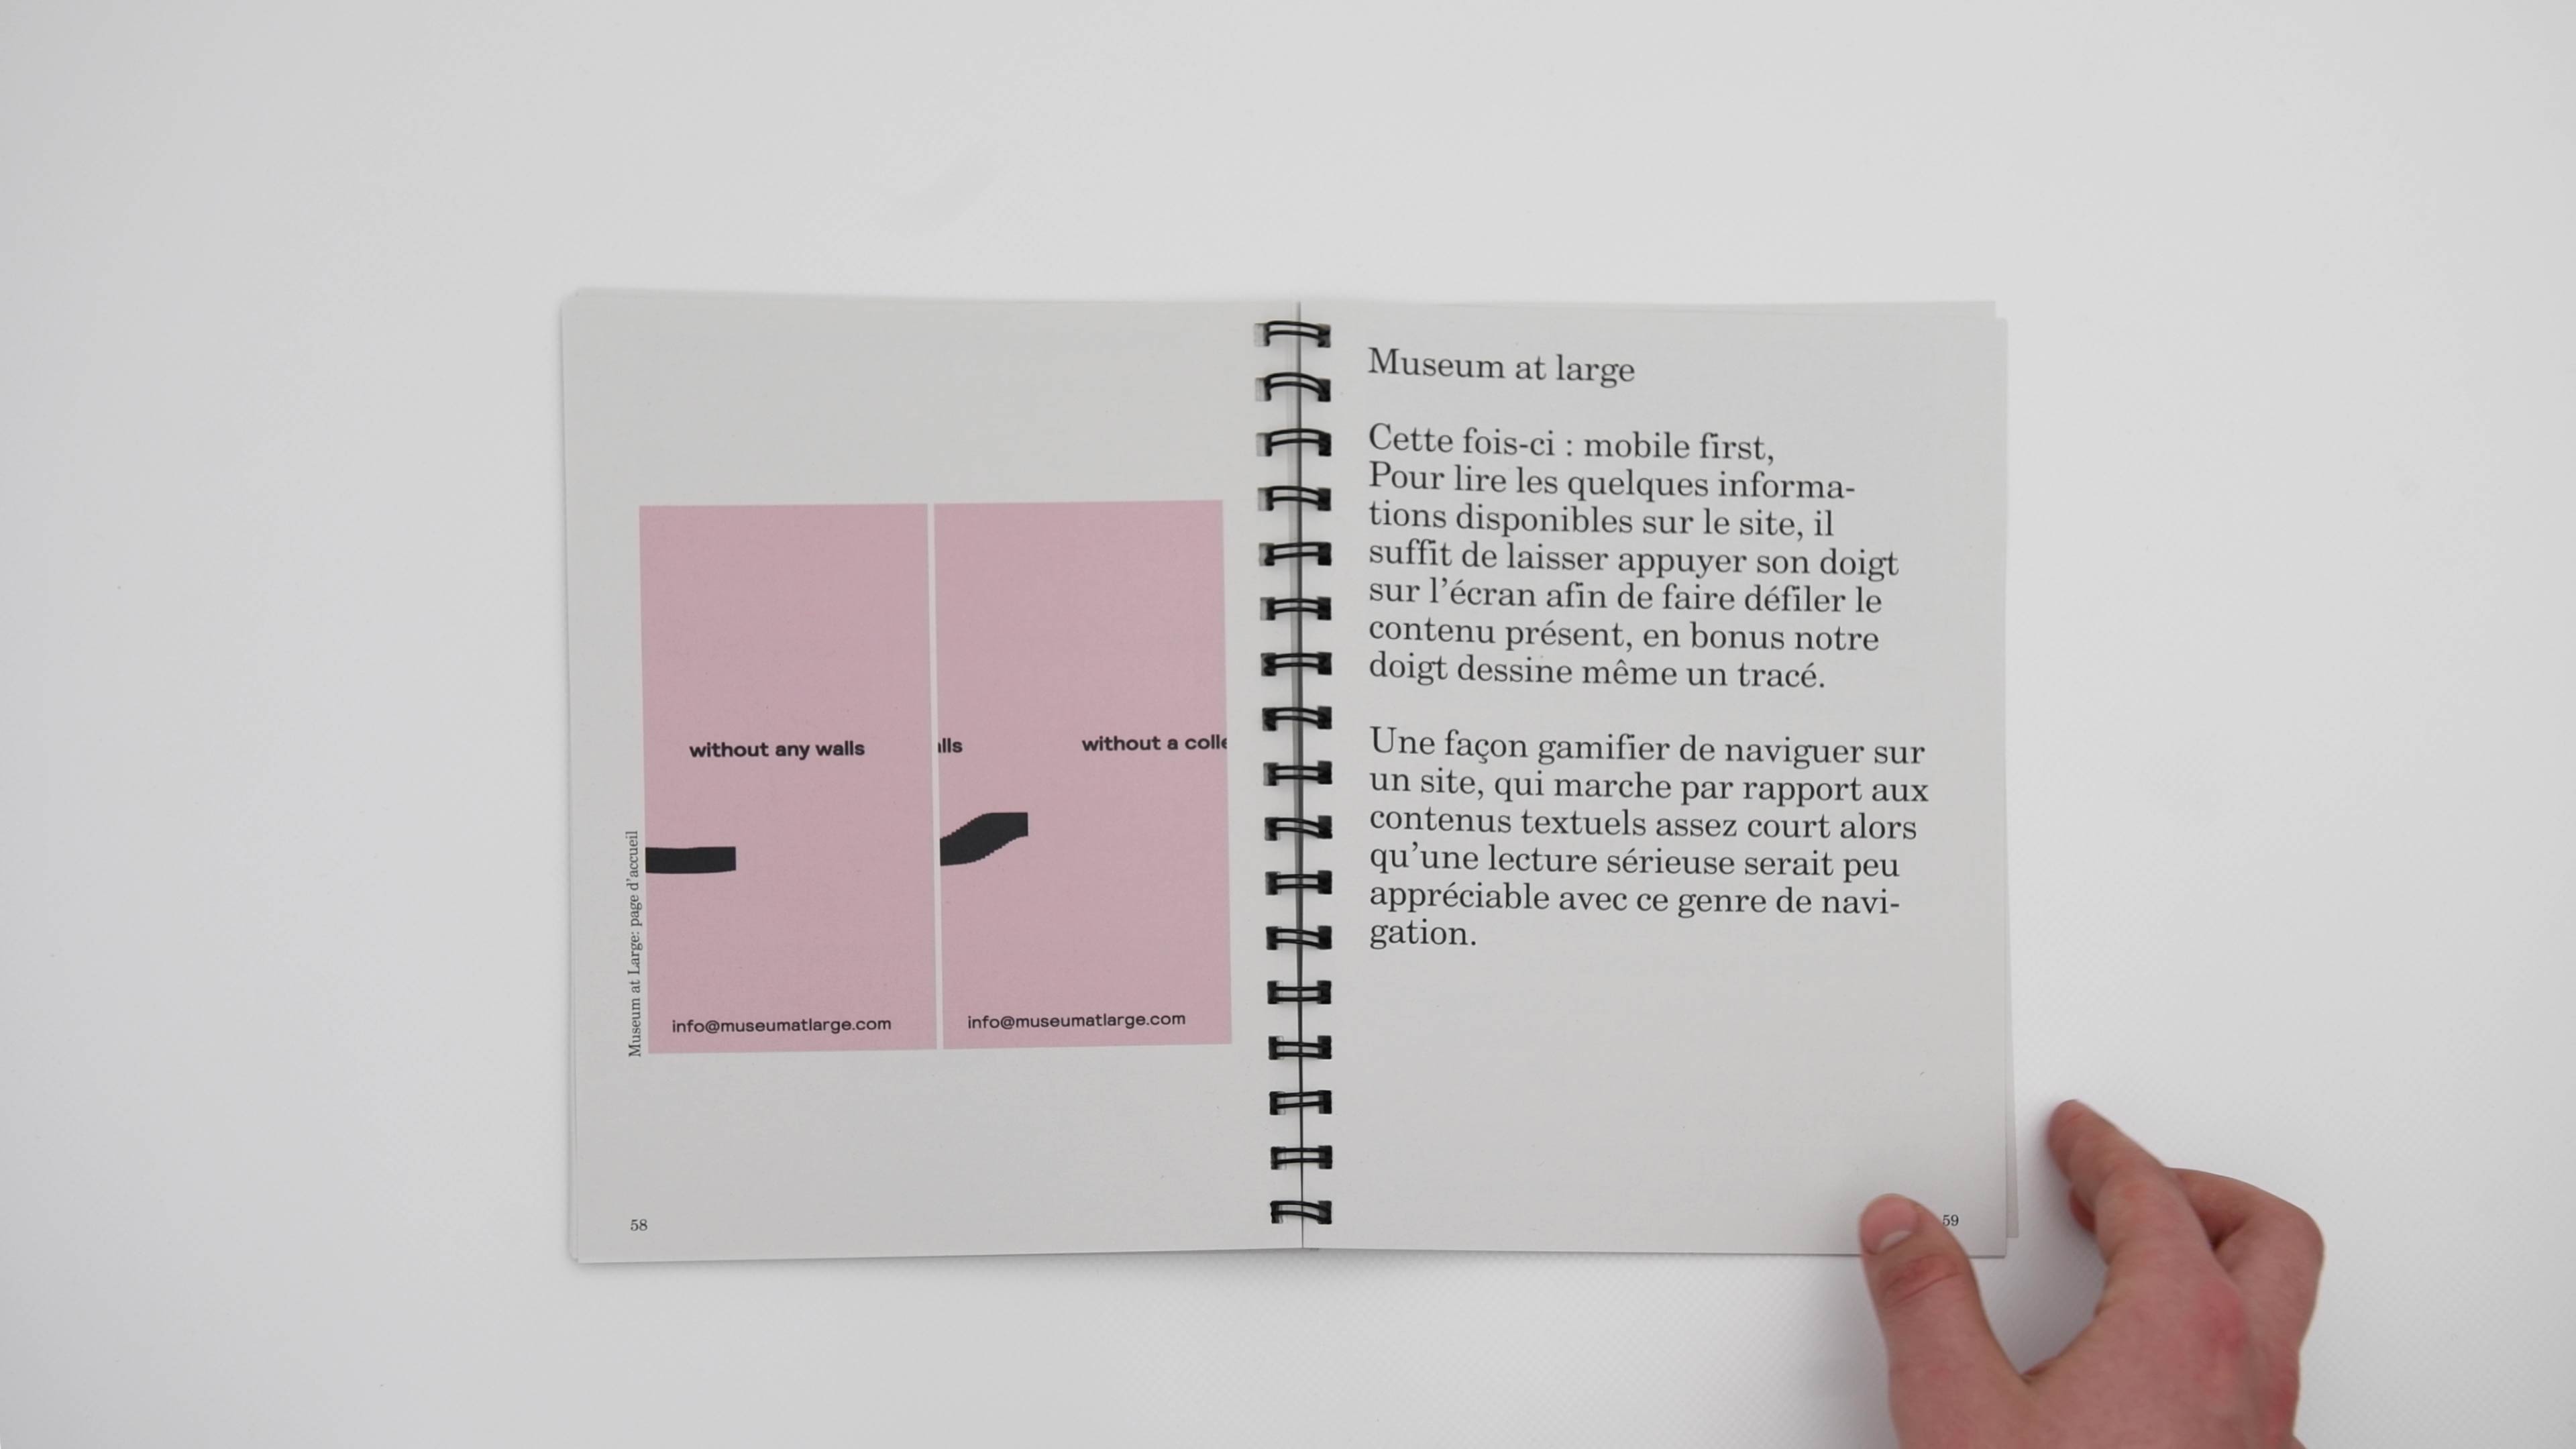 Museum at Large: page d'accueil
without any walls
info@museumatlarge.com
without a
info@museumatlarge.com
58
Museum at large
Cette fois-ci : mobile first,
Pour lire les quelques informa-
tions disponibles sur le site, il
suffit de laisser appuyer son doigt
sur l'écran afin de faire défiler le
contenu présent, en bonus notre
doigt dessine même un tracé.
Une façon gamifier de naviguer sur
un site, qui marche par rapport aux
contenus textuels assez court alors
qu'une lecture sérieuse serait peu
appréciable avec ce genre de navi-
gation.
59